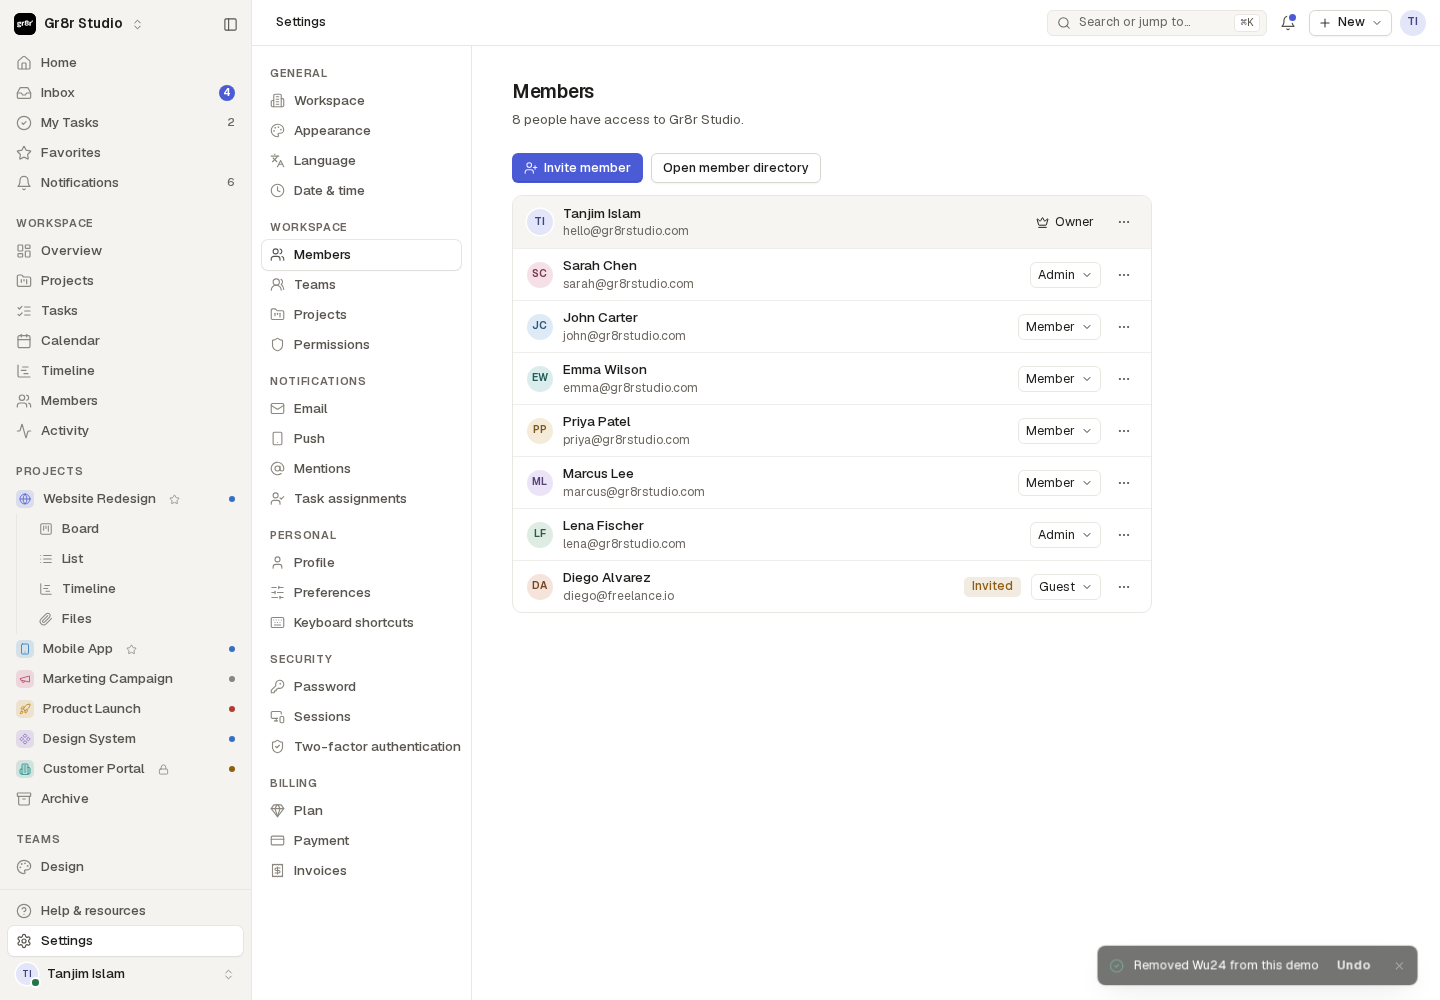 gr8r
Gr8r Studio
Home
Inbox 4
My Tasks 2
Favorites
Notifications 6
WORKSPACE
Overview
Projects
Tasks
Calendar
Timeline
Members
Activity
PROJECTS
Website Redesign
Board
List
Timeline
Files
Mobile App
Marketing Campaign
Product Launch
Design System
Customer Portal
Archive
TEAMS
Design
Help & resources
Settings
TI Tanjim Islam
Settings
Search or jump to... ⌘K
New
TI
GENERAL
Workspace
Appearance
Language
Date & time
WORKSPACE
Members
Teams
Projects
Permissions
NOTIFICATIONS
Email
Push
Mentions
Task assignments
PERSONAL
Profile
Preferences
Keyboard shortcuts
SECURITY
Password
Sessions
Two-factor authentication
BILLING
Plan
Payment
Invoices
Members
8 people have access to Gr8r Studio.
Invite member Open member directory
TI Tanjim Islam Owner
hello@gr8rstudio.com
SC Sarah Chen Admin
sarah@gr8rstudio.com
JC John Carter Member
john@gr8rstudio.com
EW Emma Wilson Member
emma@gr8rstudio.com
PP Priya Patel Member
priya@gr8rstudio.com
ML Marcus Lee Member
marcus@gr8rstudio.com
LF Lena Fischer Admin
lena@gr8rstudio.com
DA Diego Alvarez Invited Guest
diego@freelance.io
Removed Wu24 from this demo Undo